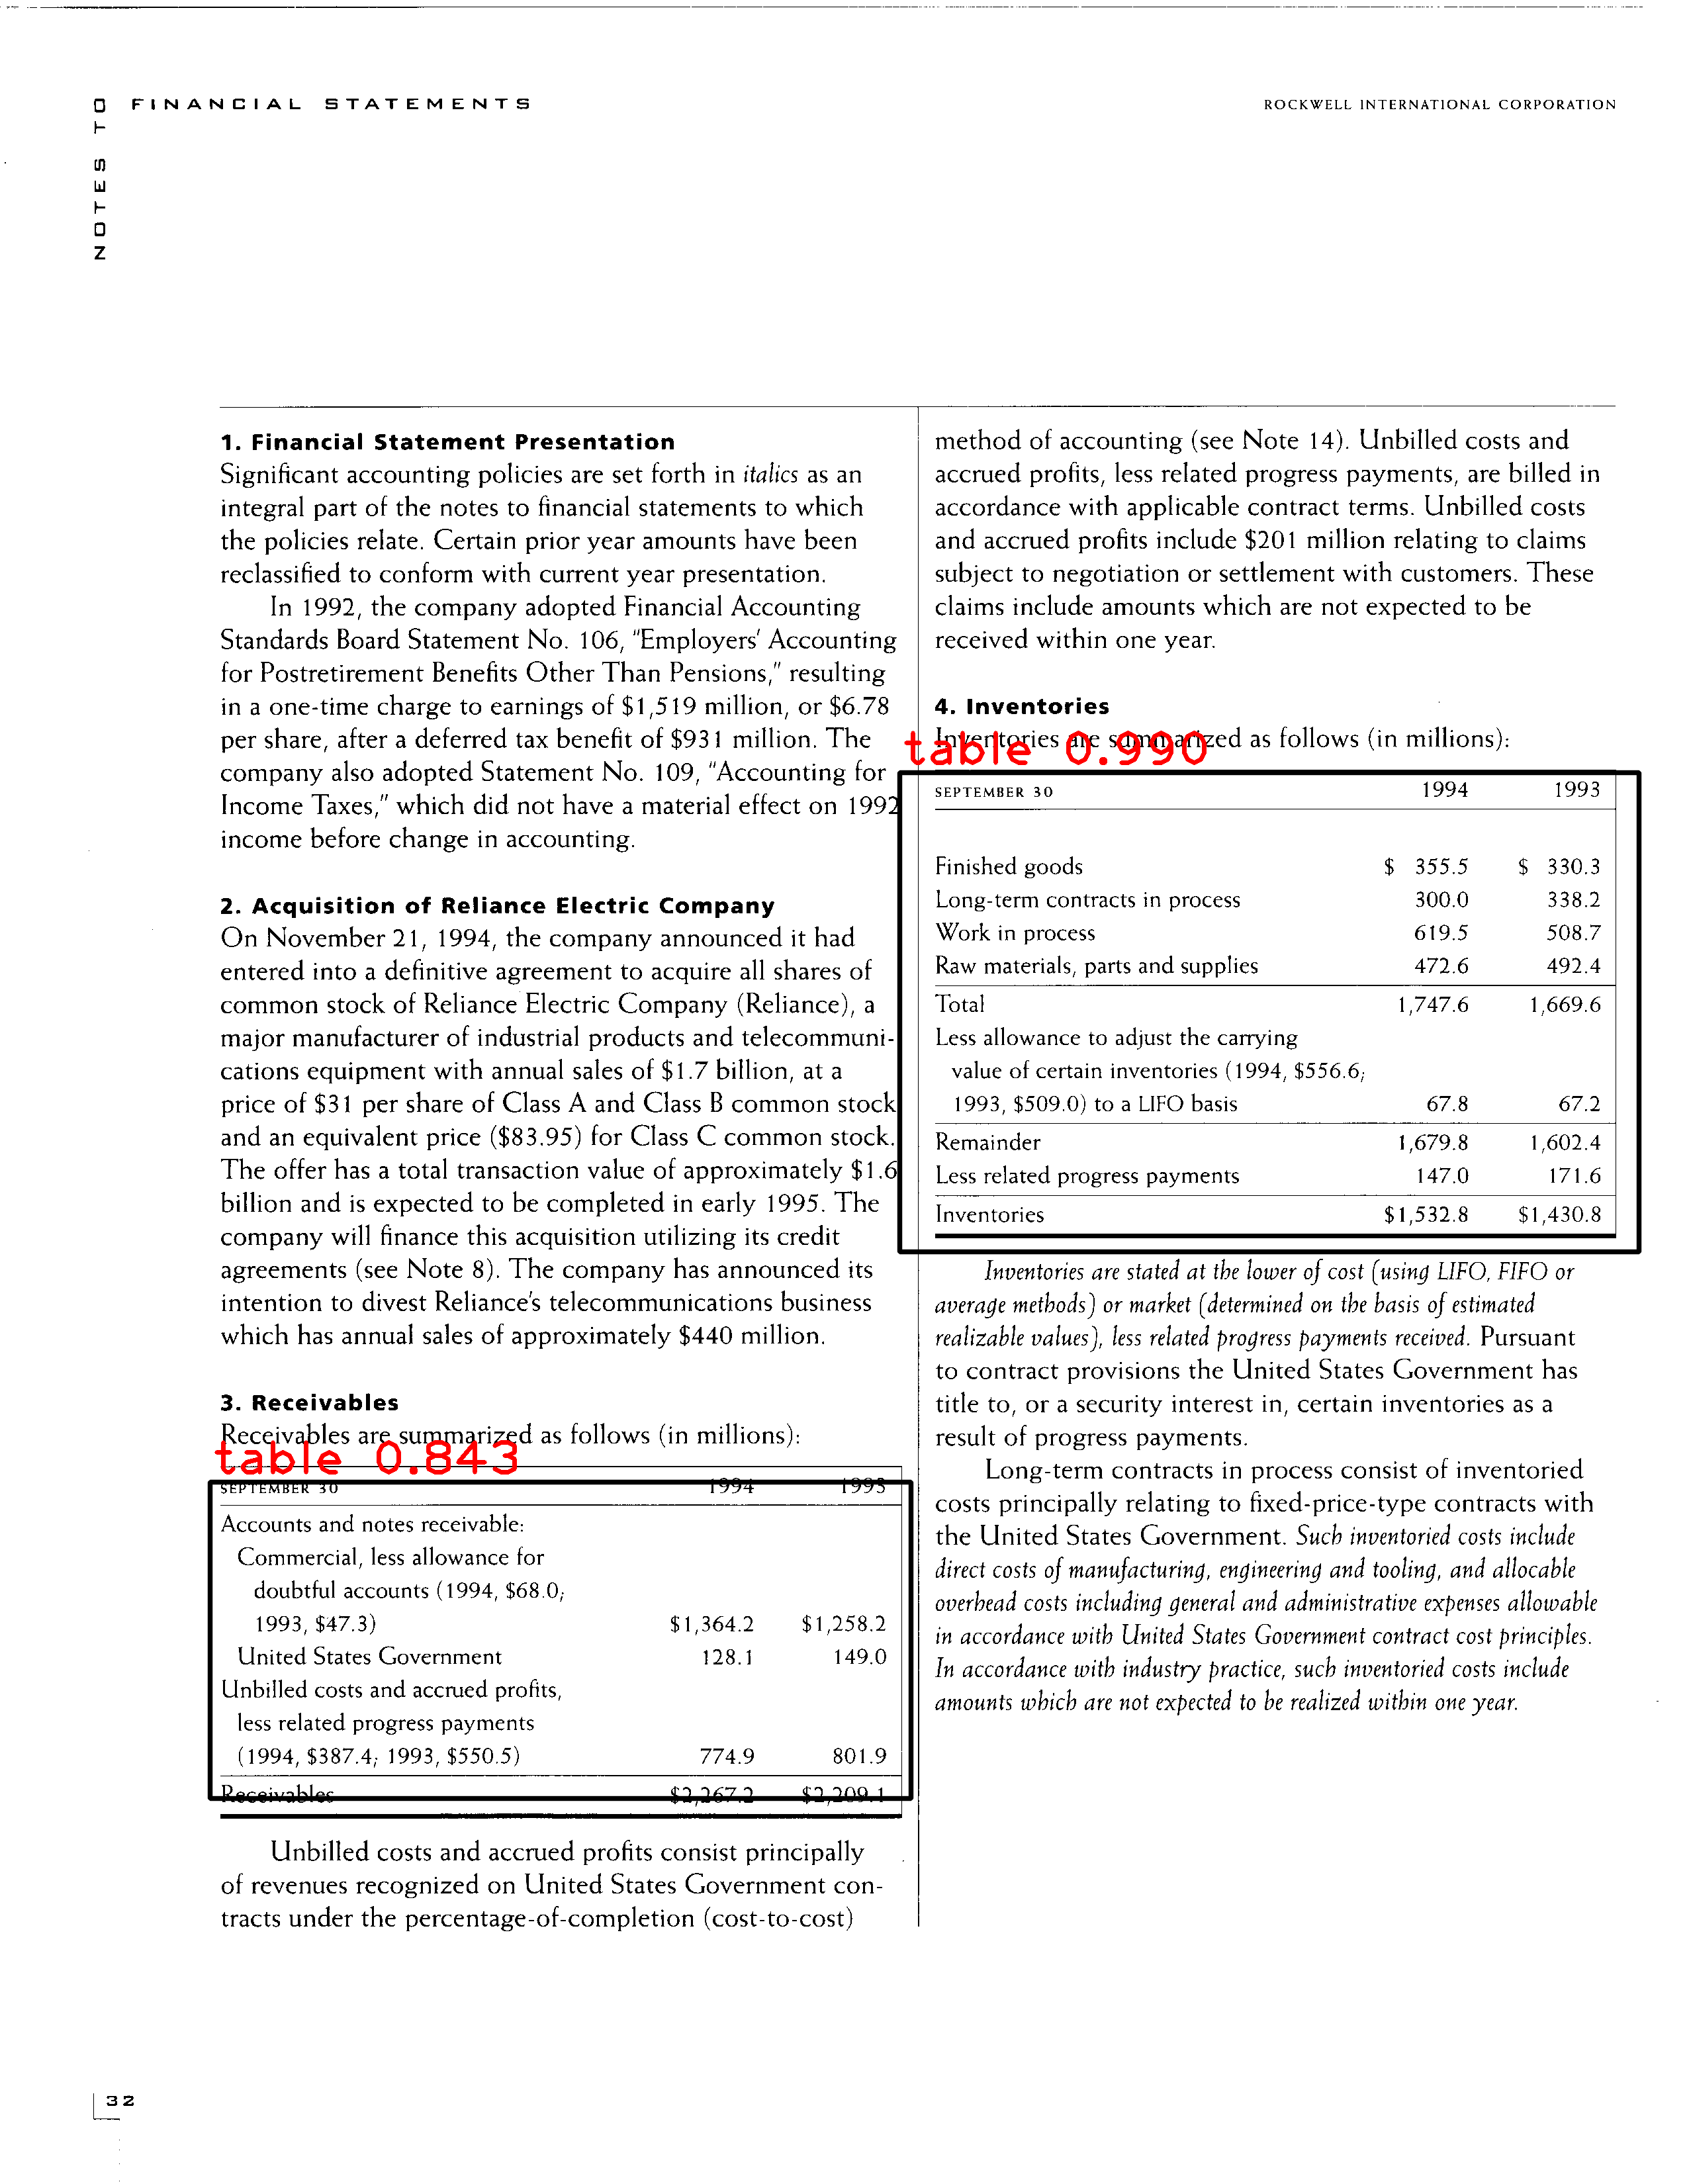 NOTES TO FINANCIAL STATEMENTS
ROCKWELL INTERNATIONAL CORPORATION
1. Financial Statement Presentation
Significant accounting policies are set forth in italics as an
integral part of the notes to financial statements to which
the policies relate. Certain prior year amounts have been
reclassified to conform with current year presentation.
In 1992, the company adopted Financial Accounting
Standards Board Statement No. 106, "Employers' Accounting
for Postretirement Benefits Other Than Pensions," resulting
in a one-time charge to earnings of $1,519 million, or $6.78
per share, after a deferred tax benefit of $931 million. The
company also adopted Statement No. 109, "Accounting for
Income Taxes," which did not have a material effect on 1992
income before change in accounting.
2. Acquisition of Reliance Electric Company
On November 21, 1994, the company announced it had
entered into a definitive agreement to acquire all shares of
common stock of Reliance Electric Company (Reliance), a
major manufacturer of industrial products and telecommuni-
cations equipment with annual sales of $1.7 billion, at a
price of $31 per share of Class A and Class B common stock
and an equivalent price ($83.95) for Class C common stock.
The offer has a total transaction value of approximately $1.6
billion and is expected to be completed in early 1995. The
company will finance this acquisition utilizing its credit
agreements (see Note 8). The company has announced its
intention to divest Reliance's telecommunications business
which has annual sales of approximately $440 million.
3. Receivables
Receivables are summarized as follows (in millions):
table 0.843
SEPTEMBER 30 1994 1993
Accounts and notes receivable:
Commercial, less allowance for
doubtful accounts (1994, $68.0;
1993, $47.3) $1,364.2 $1,258.2
United States Government 128.1 149.0
Unbilled costs and accrued profits,
less related progress payments
(1994, $387.4; 1993, $550.5) 774.9 801.9
Receivables $2,267.2 $2,209.1
Unbilled costs and accrued profits consist principally
of revenues recognized on United States Government con-
tracts under the percentage-of-completion (cost-to-cost)
method of accounting (see Note 14). Unbilled costs and
accrued profits, less related progress payments, are billed in
accordance with applicable contract terms. Unbilled costs
and accrued profits include $201 million relating to claims
subject to negotiation or settlement with customers. These
claims include amounts which are not expected to be
received within one year.
4. Inventories
Inventories are summarized as follows (in millions):
table 0.990
SEPTEMBER 30 1994 1993
Finished goods $ 355.5 $ 330.3
Long-term contracts in process 300.0 338.2
Work in process 619.5 508.7
Raw materials, parts and supplies 472.6 492.4
Total 1,747.6 1,669.6
Less allowance to adjust the carrying
value of certain inventories (1994, $556.6;
1993, $509.0) to a LIFO basis 67.8 67.2
Remainder 1,679.8 1,602.4
Less related progress payments 147.0 171.6
Inventories $1,532.8 $1,430.8
Inventories are stated at the lower of cost (using LIFO, FIFO or
average methods) or market (determined on the basis of estimated
realizable values), less related progress payments received. Pursuant
to contract provisions the United States Government has
title to, or a security interest in, certain inventories as a
result of progress payments.
Long-term contracts in process consist of inventoried
costs principally relating to fixed-price-type contracts with
the United States Government. Such inventoried costs include
direct costs of manufacturing, engineering and tooling, and allocable
overhead costs including general and administrative expenses allowable
in accordance with United States Government contract cost principles.
In accordance with industry practice, such inventoried costs include
amounts which are not expected to be realized within one year.
32